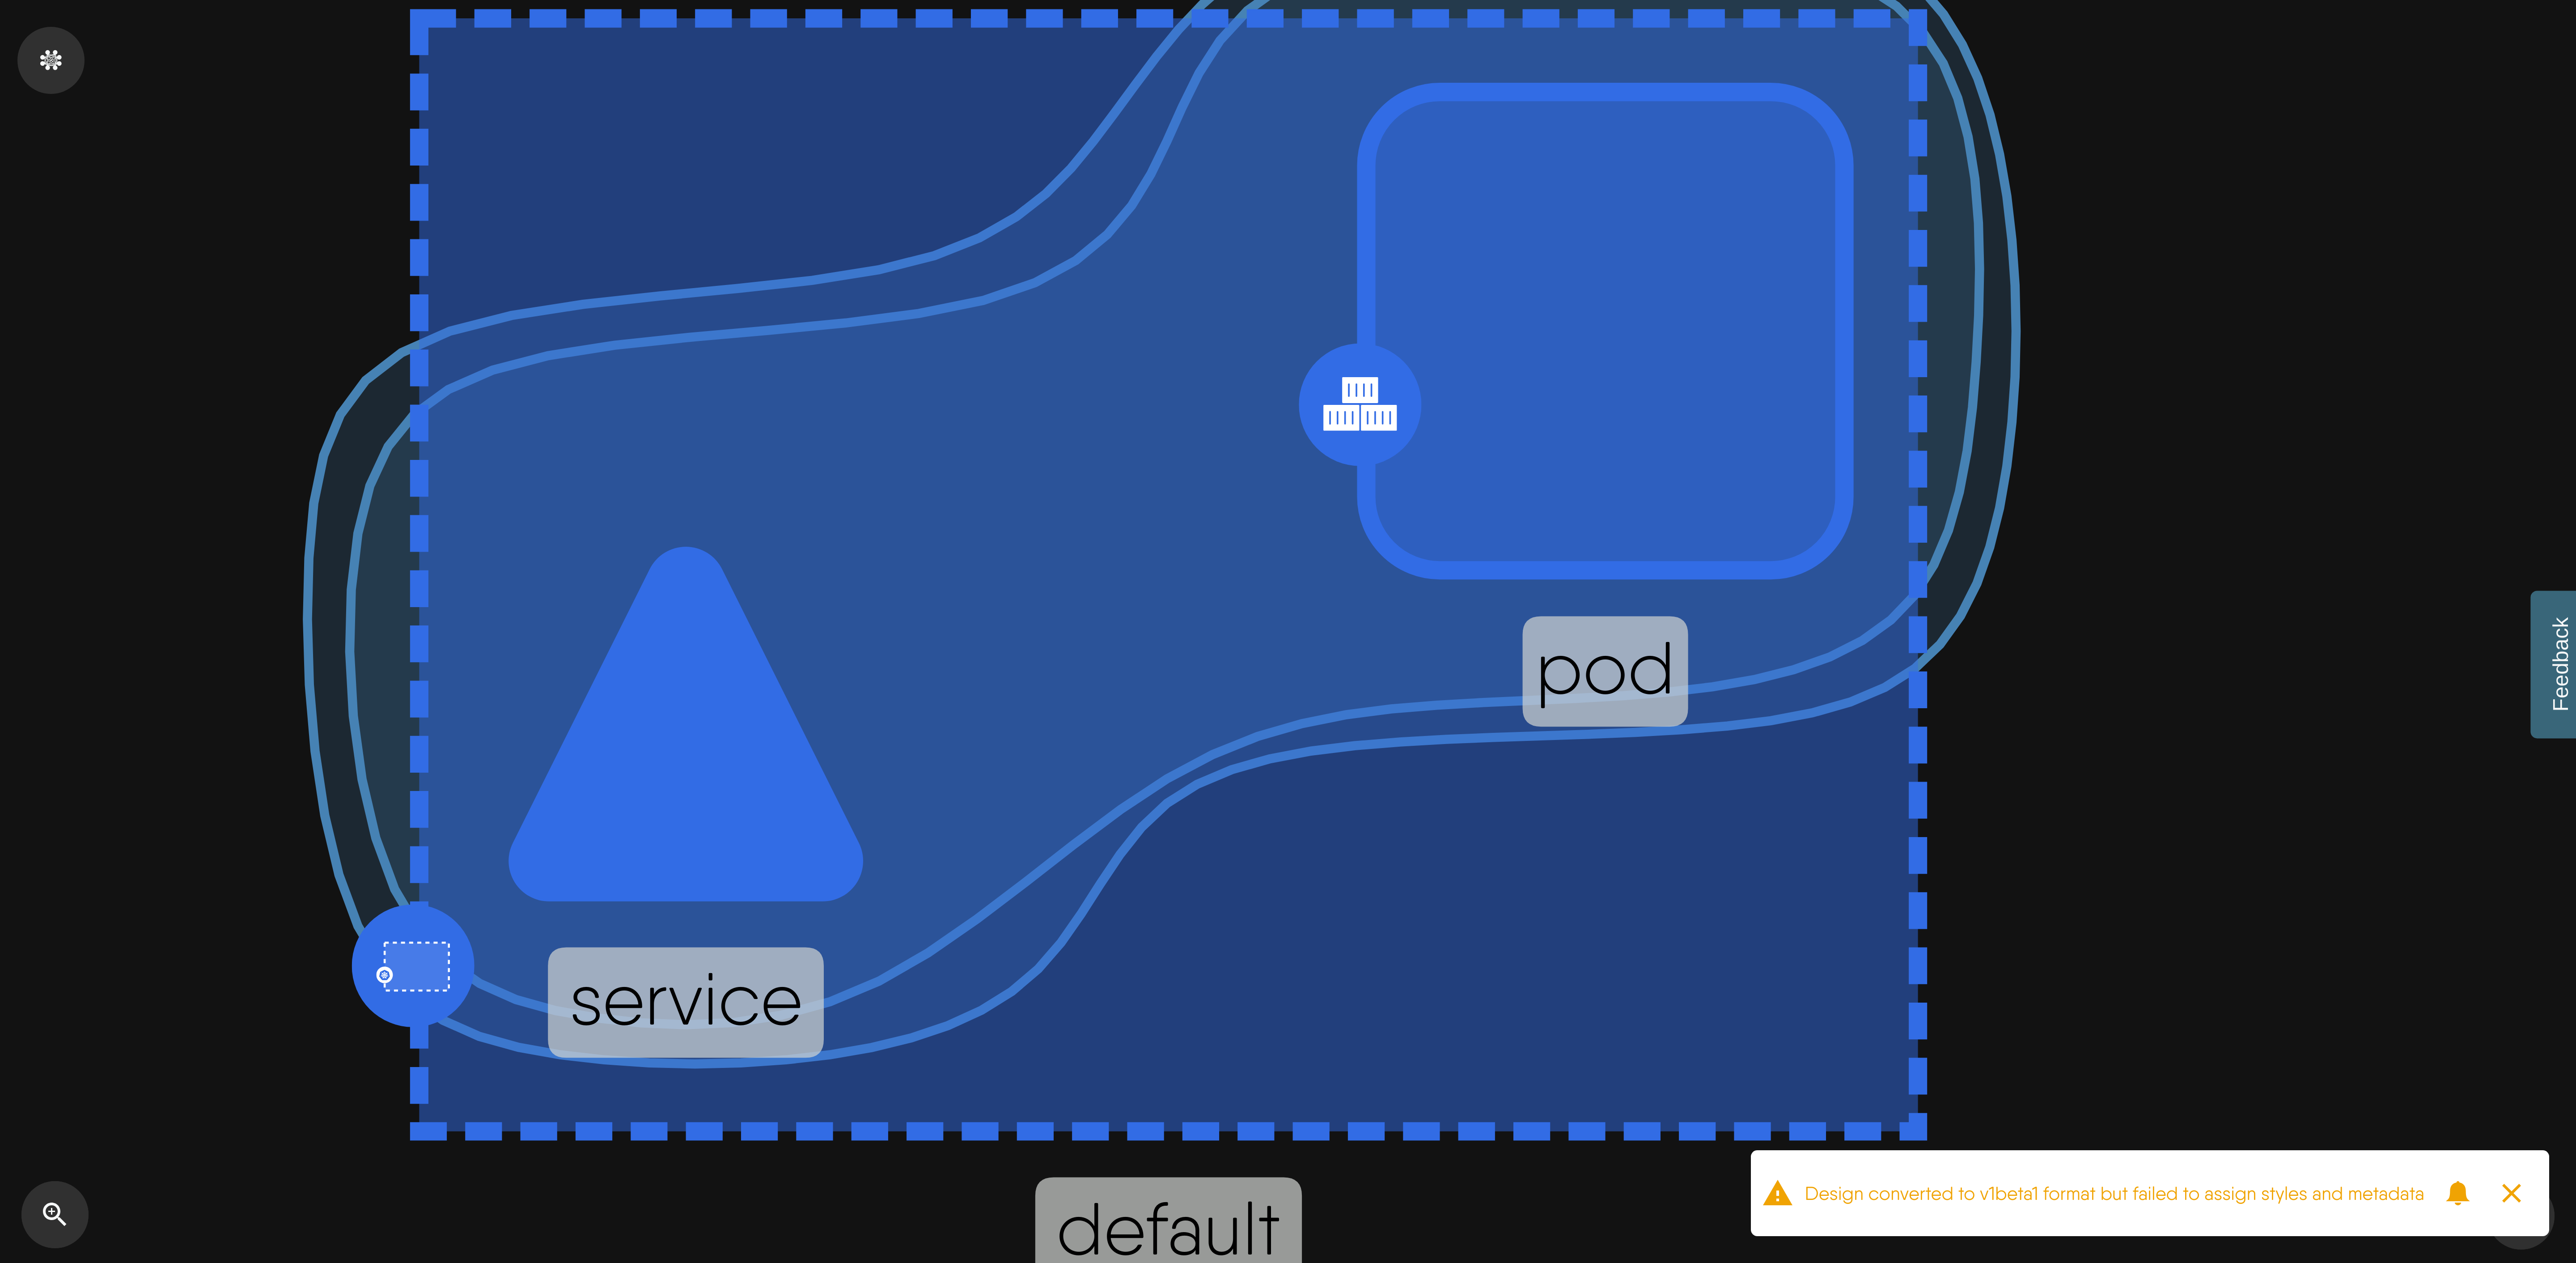 pod
service
default
Design converted to v1beta1 format but failed to assign styles and metadata
Feedback